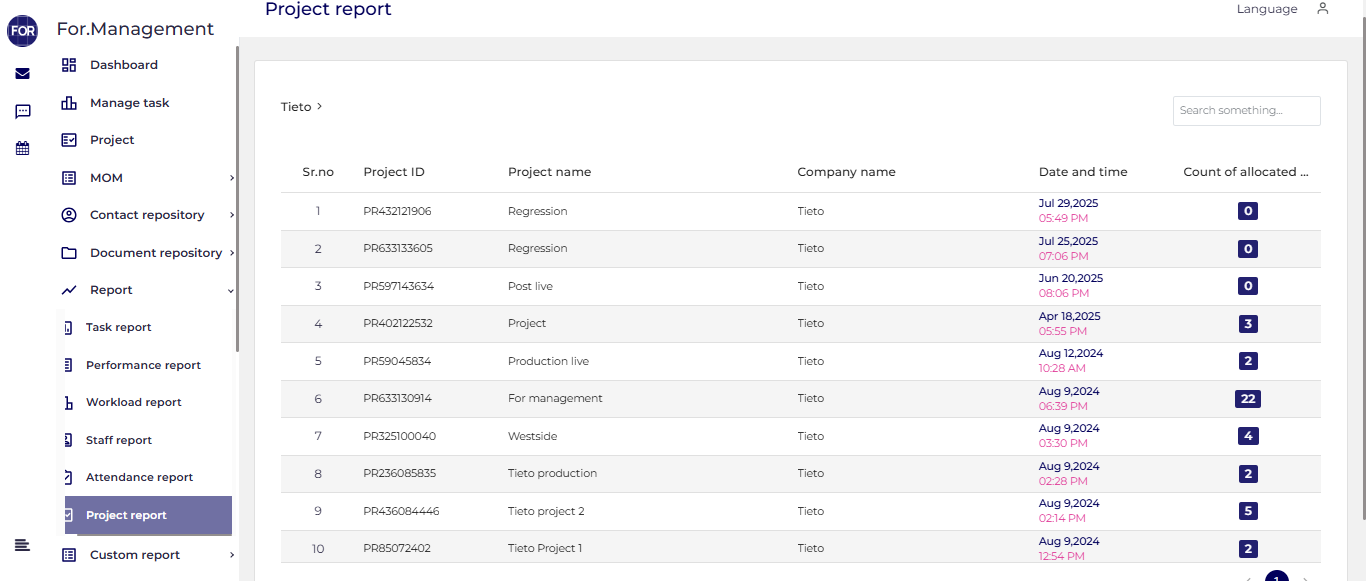 FOR
For.Management
Project report
Language
Dashboard
Manage task
Project
MOM
Contact repository
Document repository
Report
Task report
Performance report
Workload report
Staff report
Attendance report
Project report
Custom report
Tieto
Search something...
Sr.no Project ID Project name Company name Date and time Count of allocated ...
1 PR432121906 Regression Tieto Jul 29,2025 0
05:49 PM
2 PR633133605 Regression Tieto Jul 25,2025 0
07:06 PM
3 PR597143634 Post live Tieto Jun 20,2025 0
08:06 PM
4 PR402122532 Project Tieto Apr 18,2025 3
05:55 PM
5 PR59045834 Production live Tieto Aug 12,2024 2
10:28 AM
6 PR633130914 For management Tieto Aug 9,2024 22
06:39 PM
7 PR325100040 Westside Tieto Aug 9,2024 4
03:30 PM
8 PR236085835 Tieto production Tieto Aug 9,2024 2
02:28 PM
9 PR436084446 Tieto project 2 Tieto Aug 9,2024 5
02:14 PM
10 PR85072402 Tieto Project 1 Tieto Aug 9,2024 2
12:54 PM
1